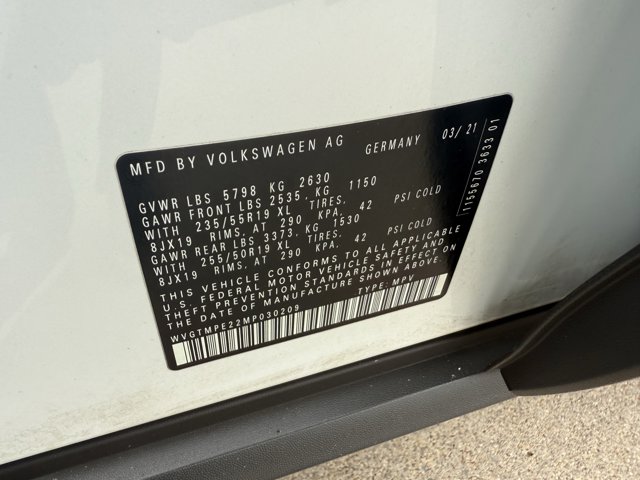 MFD BY VOLKSWAGEN AG GERMANY 03/21
GVWR LBS 5798 KG 2630
GAWR FRONT LBS 2535, KG 1150
WITH 235/55R19 XL TIRES,
8JX19 RIMS, AT 290 KPA, 42 PSI COLD
GAWR REAR LBS 3373, KG 1530
WITH 255/50R19 XL TIRES,
8JX19 RIMS, AT 290 KPA, 42 PSI COLD
THIS VEHICLE CONFORMS TO ALL APPLICABLE
U.S. FEDERAL MOTOR VEHICLE SAFETY AND
THEFT PREVENTION STANDARDS IN EFFECT ON
THE DATE OF MANUFACTURE SHOWN ABOVE.
WVGTMPE22MP030209 TYPE: MPV
1155670 3633 01